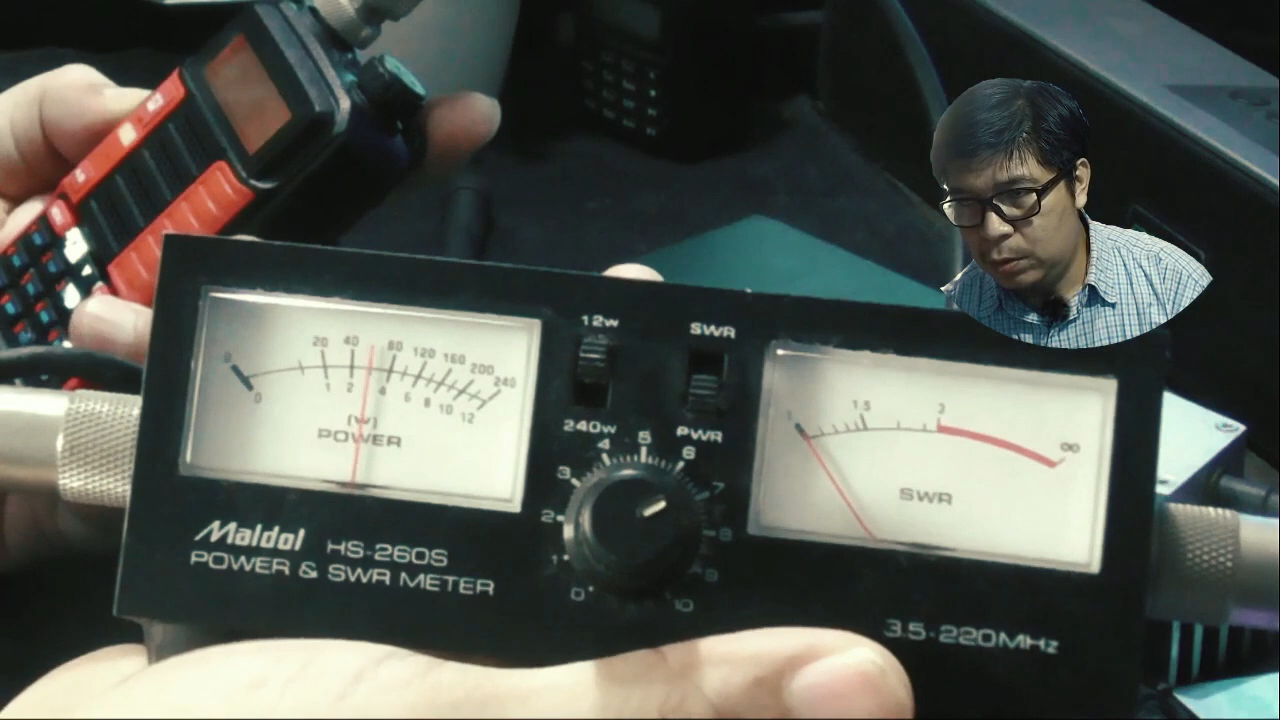 20 40 80 120 160 200 240
0
0 1 2 4 6 8 10 12
(W)
POWER
12w
240w
SWR
PWR
0 1 2 3 4 5 6 7 8 9 10
1 1.5 3 ∞
SWR
Maldol HS-260S
POWER & SWR METER
3.5-220MHz